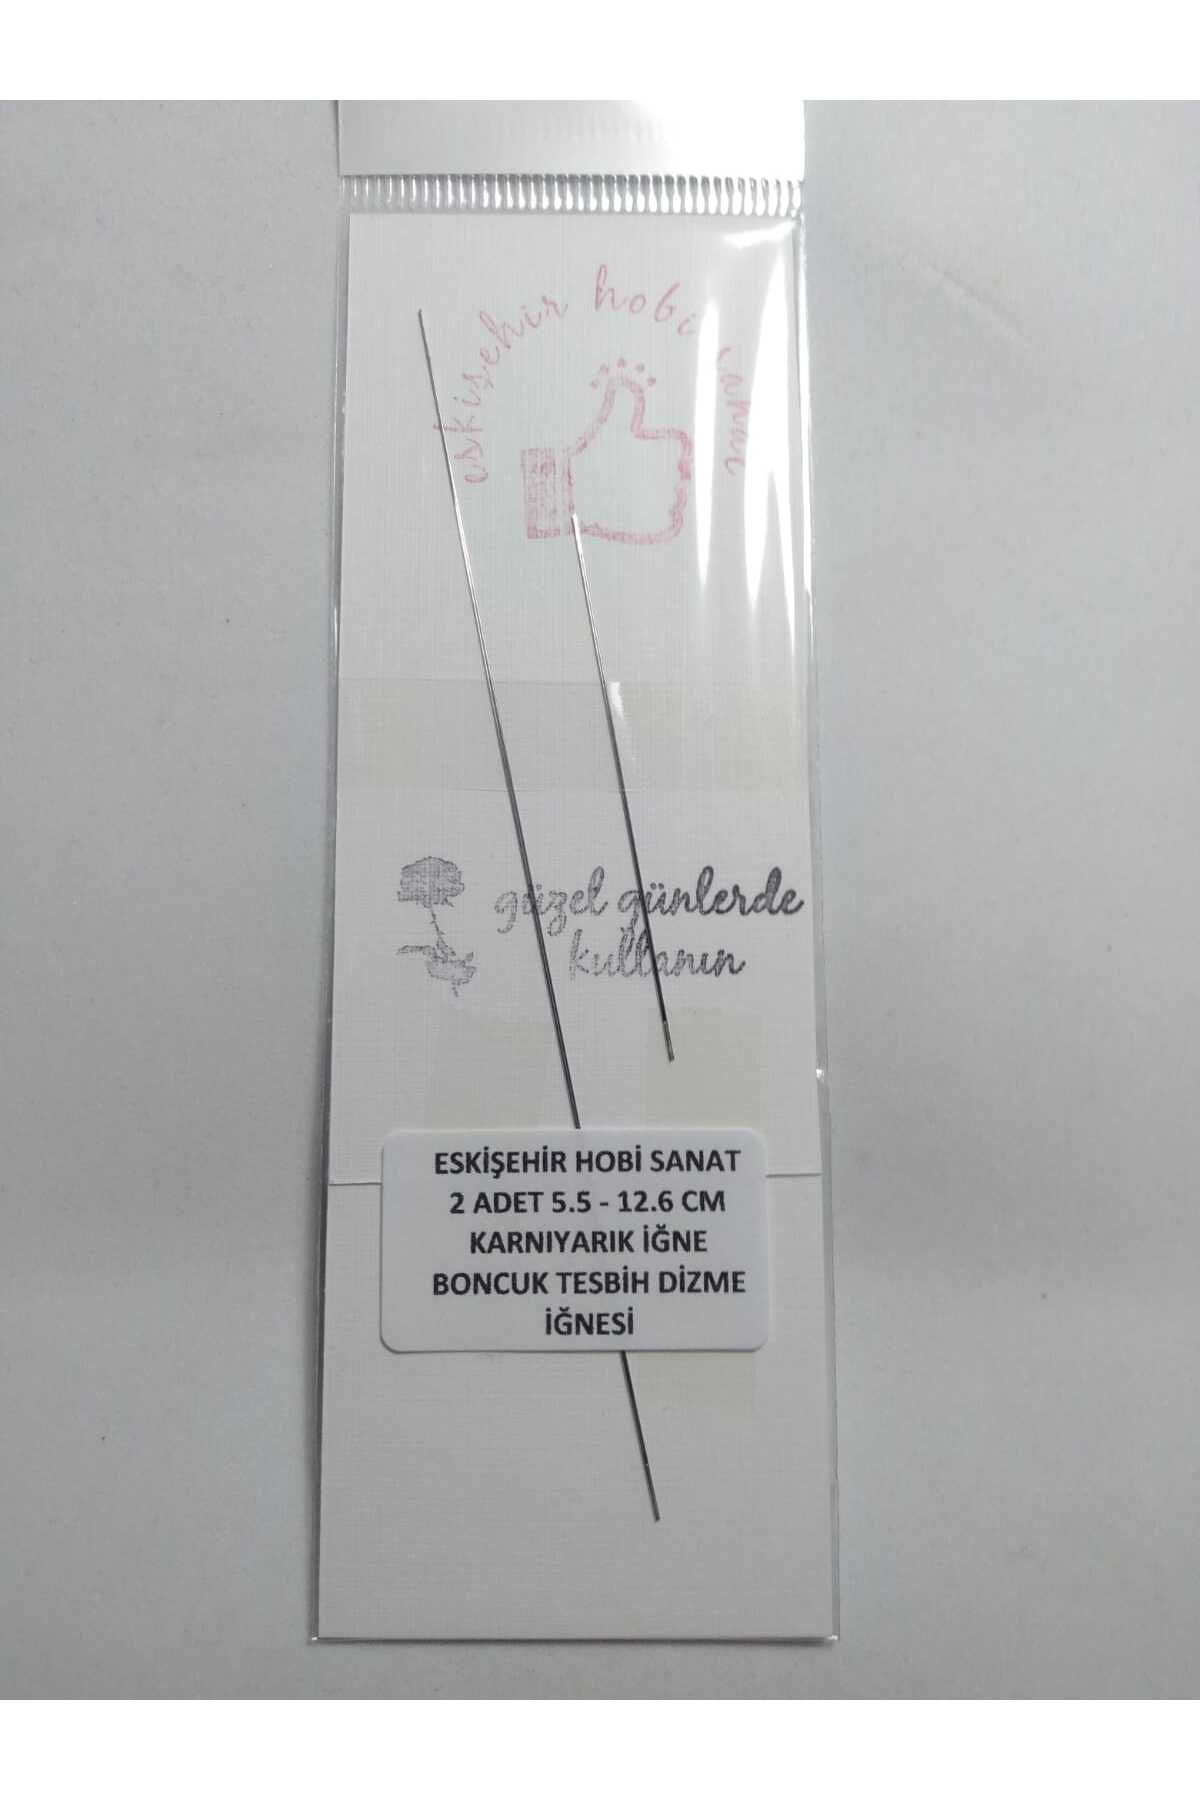 eskişehir hobi sanat
güzel günlerde
kullanın
ESKİŞEHİR HOBİ SANAT
2 ADET 5.5 - 12.6 CM
KARNIYARIK İĞNE
BONCUK TESBİH DİZME
İĞNESİ